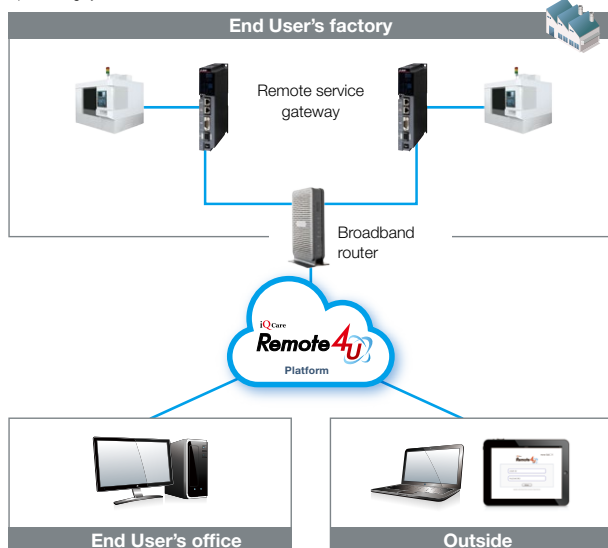 End User's factory
Remote service
gateway
Broadband
router
iQ Care
Remote4U
Platform
End User's office
Outside